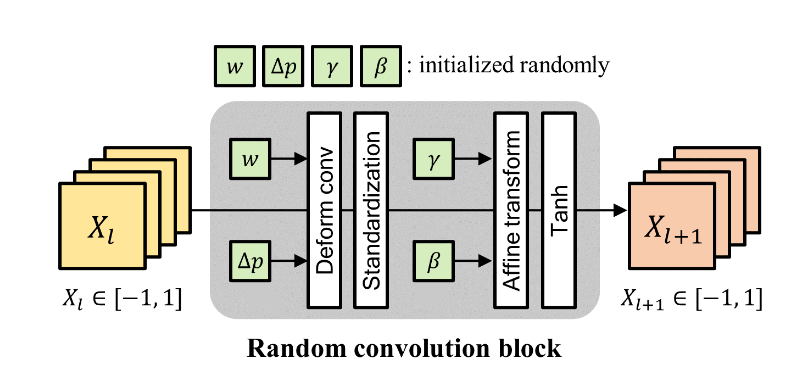 w Δp γ β : initialized randomly
w γ
Deform conv
Standardization
Affine transform
Tanh
X_l X_{l+1}
Δp β
X_l ∈ [−1, 1] X_{l+1} ∈ [−1, 1]
Random convolution block